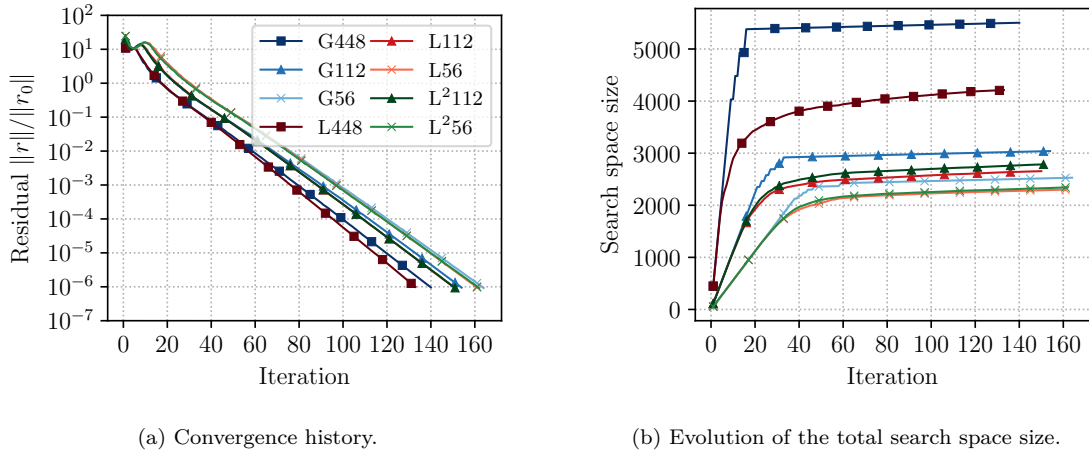 10^2
10^1
10^0
10^{-1}
10^{-2}
10^{-3}
10^{-4}
10^{-5}
10^{-6}
10^{-7}
Residual ||r||/||r_0||
G448
G112
G56
L448
L112
L56
L^2112
L^256
0 20 40 60 80 100 120 140 160
Iteration
(a) Convergence history.
5000
4000
3000
2000
1000
0
Search space size
0 20 40 60 80 100 120 140 160
Iteration
(b) Evolution of the total search space size.